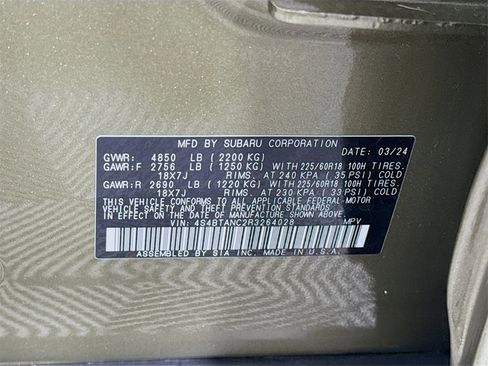 MFD BY SUBARU CORPORATION DATE: 03/24
GVWR: 4850 LB (2200 KG)
GAWR:F 2756 LB (1250 KG) WITH 225/60R18 100H TIRES.
18X7J RIMS. AT 240 KPA (35 PSI) COLD
GAWR:R 2690 LB (1220 KG) WITH 225/60R18 100H TIRES.
18X7J RIMS. AT 230 KPA (33 PSI) COLD
THIS VEHICLE CONFORMS TO ALL APPLICABLE FEDERAL MOTOR
VEHICLE SAFETY AND THEFT PREVENTION STANDARDS
IN EFFECT ON THE DATE OF MANUFACTURE SHOWN ABOVE.
VIN: 4S4BTANC2R3264028 MPV
ASSEMBLED BY SIA INC. MADE IN U.S.A.